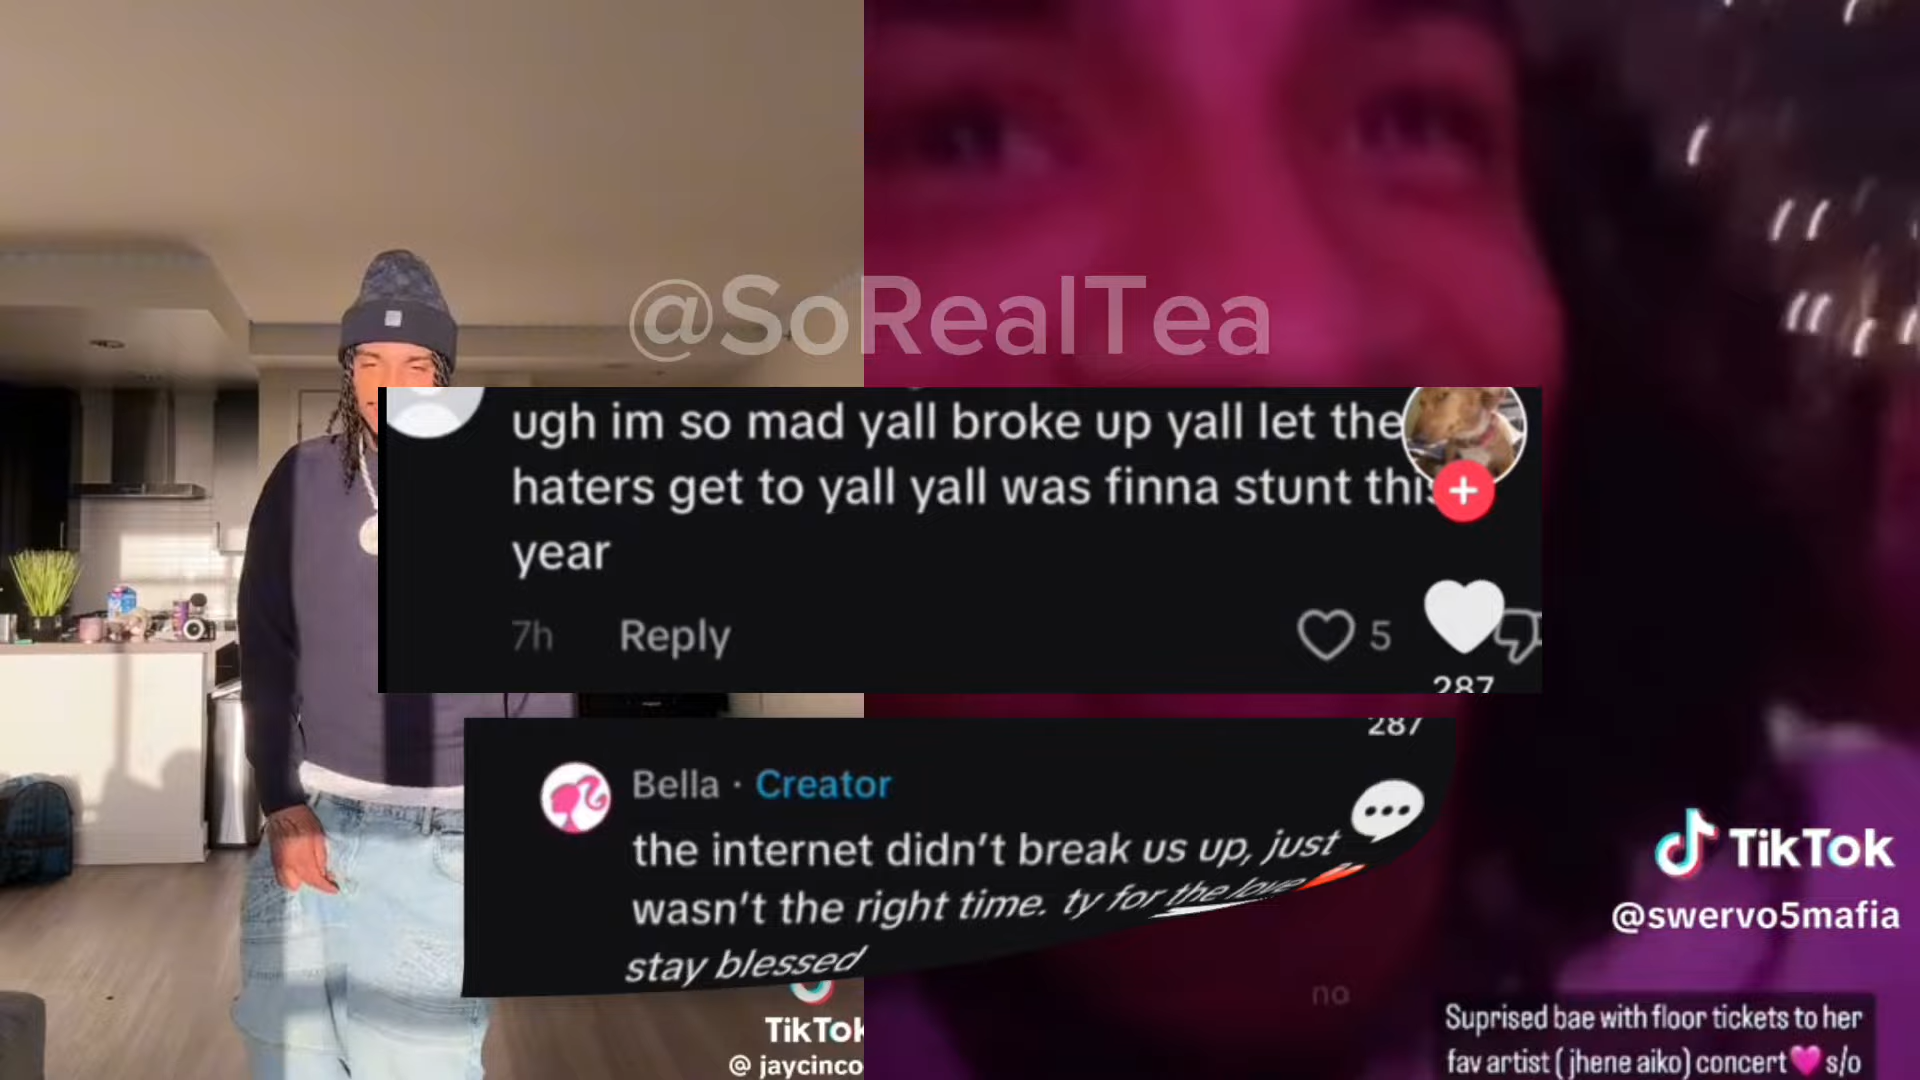 @SoRealTea
ugh im so mad yall broke up yall let the
haters get to yall yall was finna stunt this
year
7h Reply 5
287
287
Bella · Creator
the internet didn't break us up, just
wasn't the right time. ty for the love
stay blessed
TikTok
@swervo5mafia
no
Suprised bae with floor tickets to her
fav artist ( jhene aiko) concert🩷 s/o
TikTok
@ jaycinco